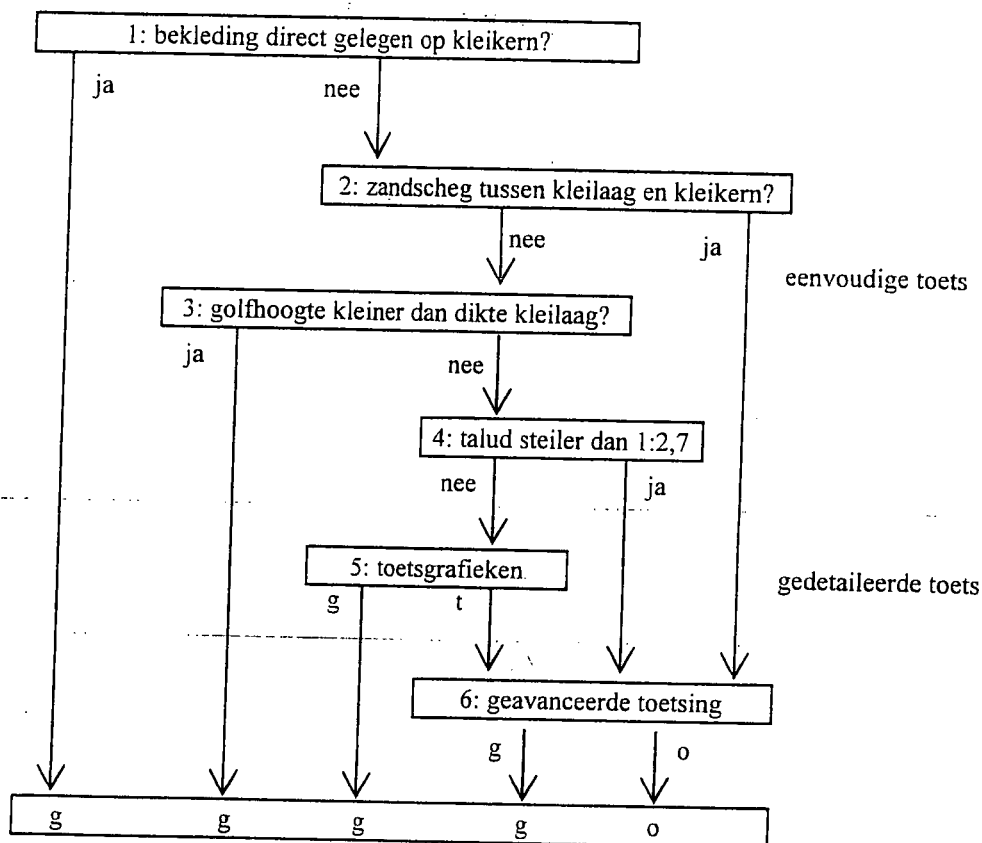 1: bekleding direct gelegen op kleikern?
ja
nee
2: zandscheg tussen kleilaag en kleikern?
nee
ja
eenvoudige toets
3: golfhoogte kleiner dan dikte kleilaag?
ja
nee
4: talud steiler dan 1:2,7
nee
ja
5: toetsgrafieken
gedetaileerde toets
g
t
6: geavanceerde toetsing
g
o
g g g g o